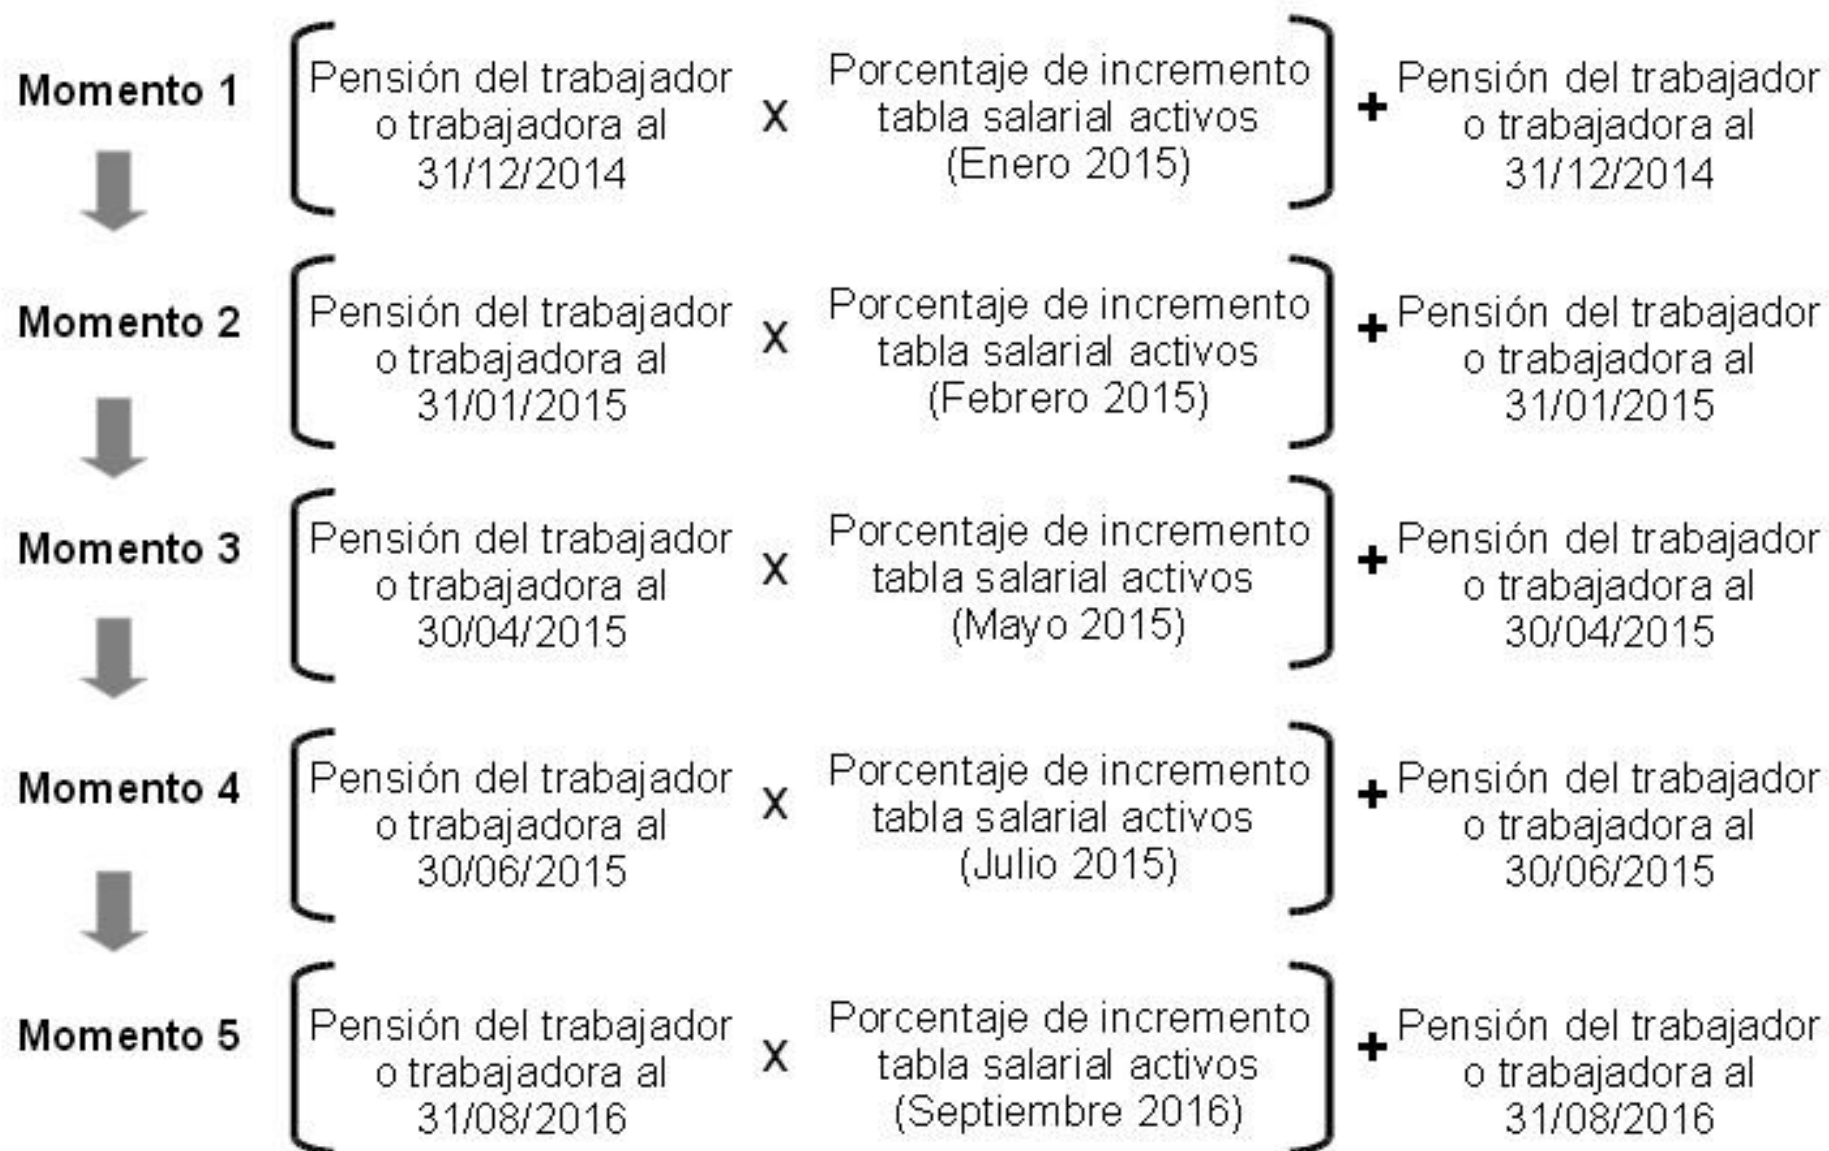 Momento 1
Pensión del trabajador
o trabajadora al
31/12/2014
X
Porcentaje de incremento
tabla salarial activos
(Enero 2015)
+
Pensión del trabajador
o trabajadora al
31/12/2014
Momento 2
Pensión del trabajador
o trabajadora al
31/01/2015
X
Porcentaje de incremento
tabla salarial activos
(Febrero 2015)
+
Pensión del trabajador
o trabajadora al
31/01/2015
Momento 3
Pensión del trabajador
o trabajadora al
30/04/2015
X
Porcentaje de incremento
tabla salarial activos
(Mayo 2015)
+
Pensión del trabajador
o trabajadora al
30/04/2015
Momento 4
Pensión del trabajador
o trabajadora al
30/06/2015
X
Porcentaje de incremento
tabla salarial activos
(Julio 2015)
+
Pensión del trabajador
o trabajadora al
30/06/2015
Momento 5
Pensión del trabajador
o trabajadora al
31/08/2016
X
Porcentaje de incremento
tabla salarial activos
(Septiembre 2016)
+
Pensión del trabajador
o trabajadora al
31/08/2016